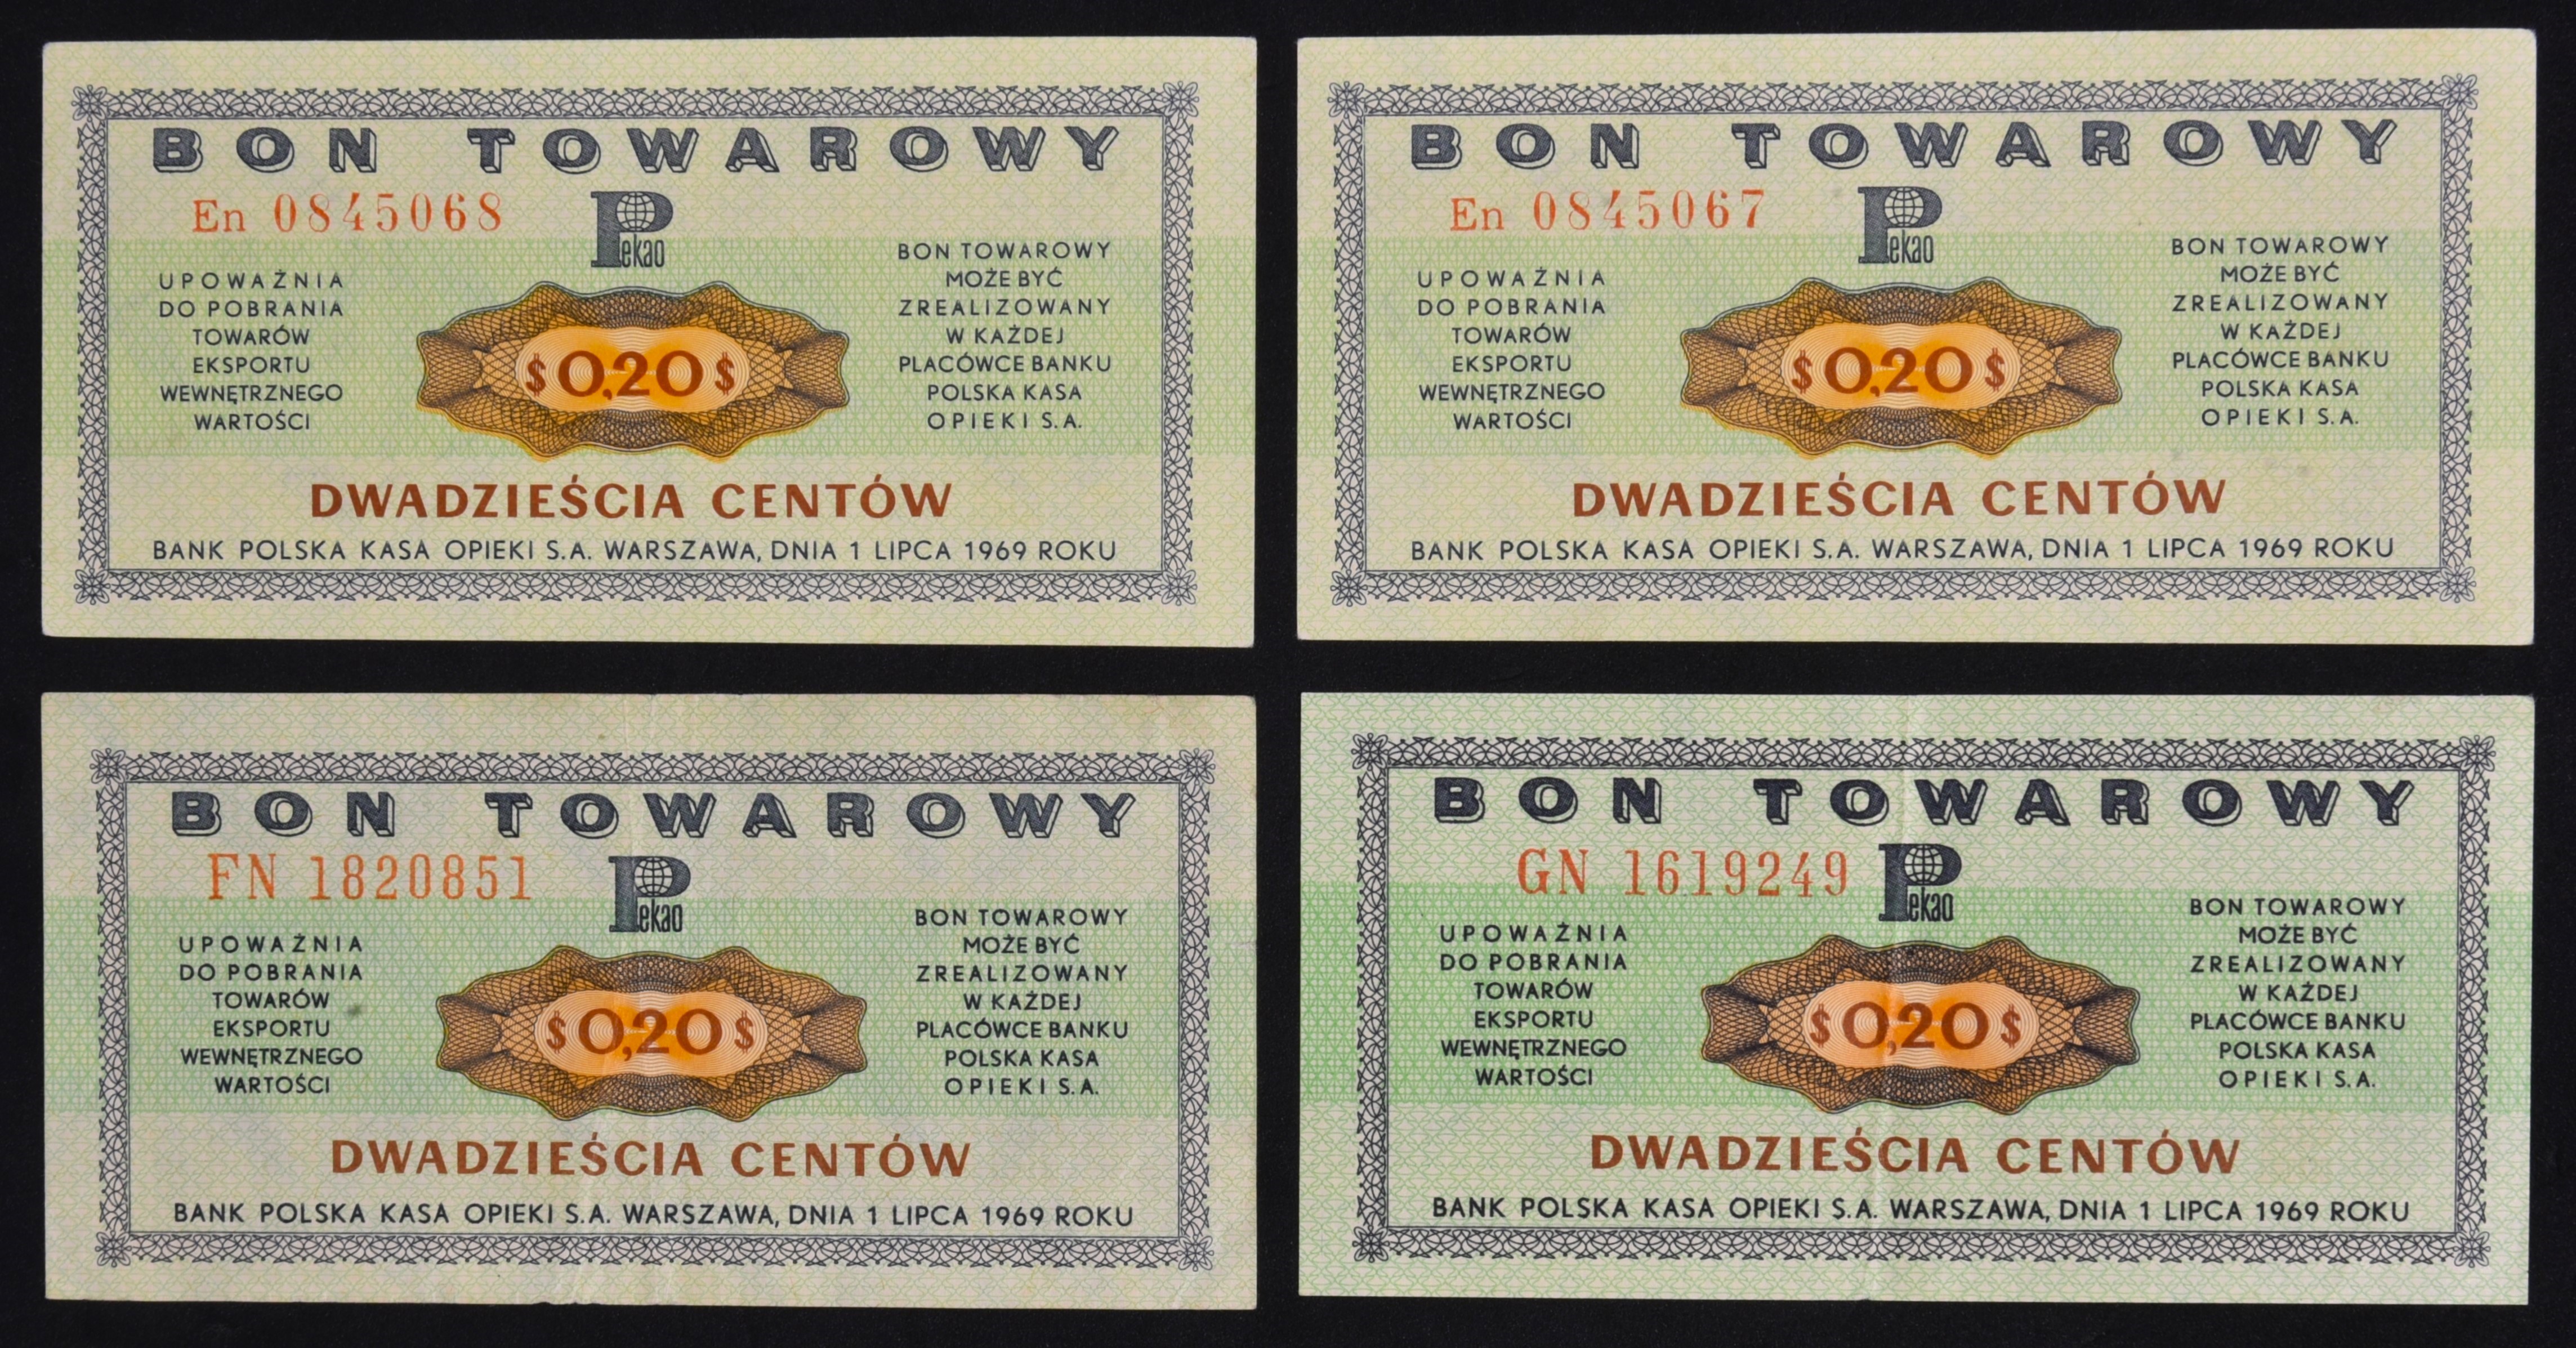 BON TOWAROWY
En 0845068
Pekao
UPOWAŻNIA
DO POBRANIA
TOWARÓW
EKSPORTU
WEWNĘTRZNEGO
WARTOŚCI
$ 0,20 $
BON TOWAROWY
MOŻE BYĆ
ZREALIZOWANY
W KAŻDEJ
PLACÓWCE BANKU
POLSKA KASA
OPIEKI S.A.
DWADZIEŚCIA CENTÓW
BANK POLSKA KASA OPIEKI S.A. WARSZAWA, DNIA 1 LIPCA 1969 ROKU
BON TOWAROWY
En 0845067
Pekao
UPOWAŻNIA
DO POBRANIA
TOWARÓW
EKSPORTU
WEWNĘTRZNEGO
WARTOŚCI
$ 0,20 $
BON TOWAROWY
MOŻE BYĆ
ZREALIZOWANY
W KAŻDEJ
PLACÓWCE BANKU
POLSKA KASA
OPIEKI S.A.
DWADZIEŚCIA CENTÓW
BANK POLSKA KASA OPIEKI S.A. WARSZAWA, DNIA 1 LIPCA 1969 ROKU
BON TOWAROWY
FN 1820851
Pekao
UPOWAŻNIA
DO POBRANIA
TOWARÓW
EKSPORTU
WEWNĘTRZNEGO
WARTOŚCI
$ 0,20 $
BON TOWAROWY
MOŻE BYĆ
ZREALIZOWANY
W KAŻDEJ
PLACÓWCE BANKU
POLSKA KASA
OPIEKI S.A.
DWADZIEŚCIA CENTÓW
BANK POLSKA KASA OPIEKI S.A. WARSZAWA, DNIA 1 LIPCA 1969 ROKU
BON TOWAROWY
GN 1619249
Pekao
UPOWAŻNIA
DO POBRANIA
TOWARÓW
EKSPORTU
WEWNĘTRZNEGO
WARTOŚCI
$ 0,20 $
BON TOWAROWY
MOŻE BYĆ
ZREALIZOWANY
W KAŻDEJ
PLACÓWCE BANKU
POLSKA KASA
OPIEKI S.A.
DWADZIEŚCIA CENTÓW
BANK POLSKA KASA OPIEKI S.A. WARSZAWA, DNIA 1 LIPCA 1969 ROKU